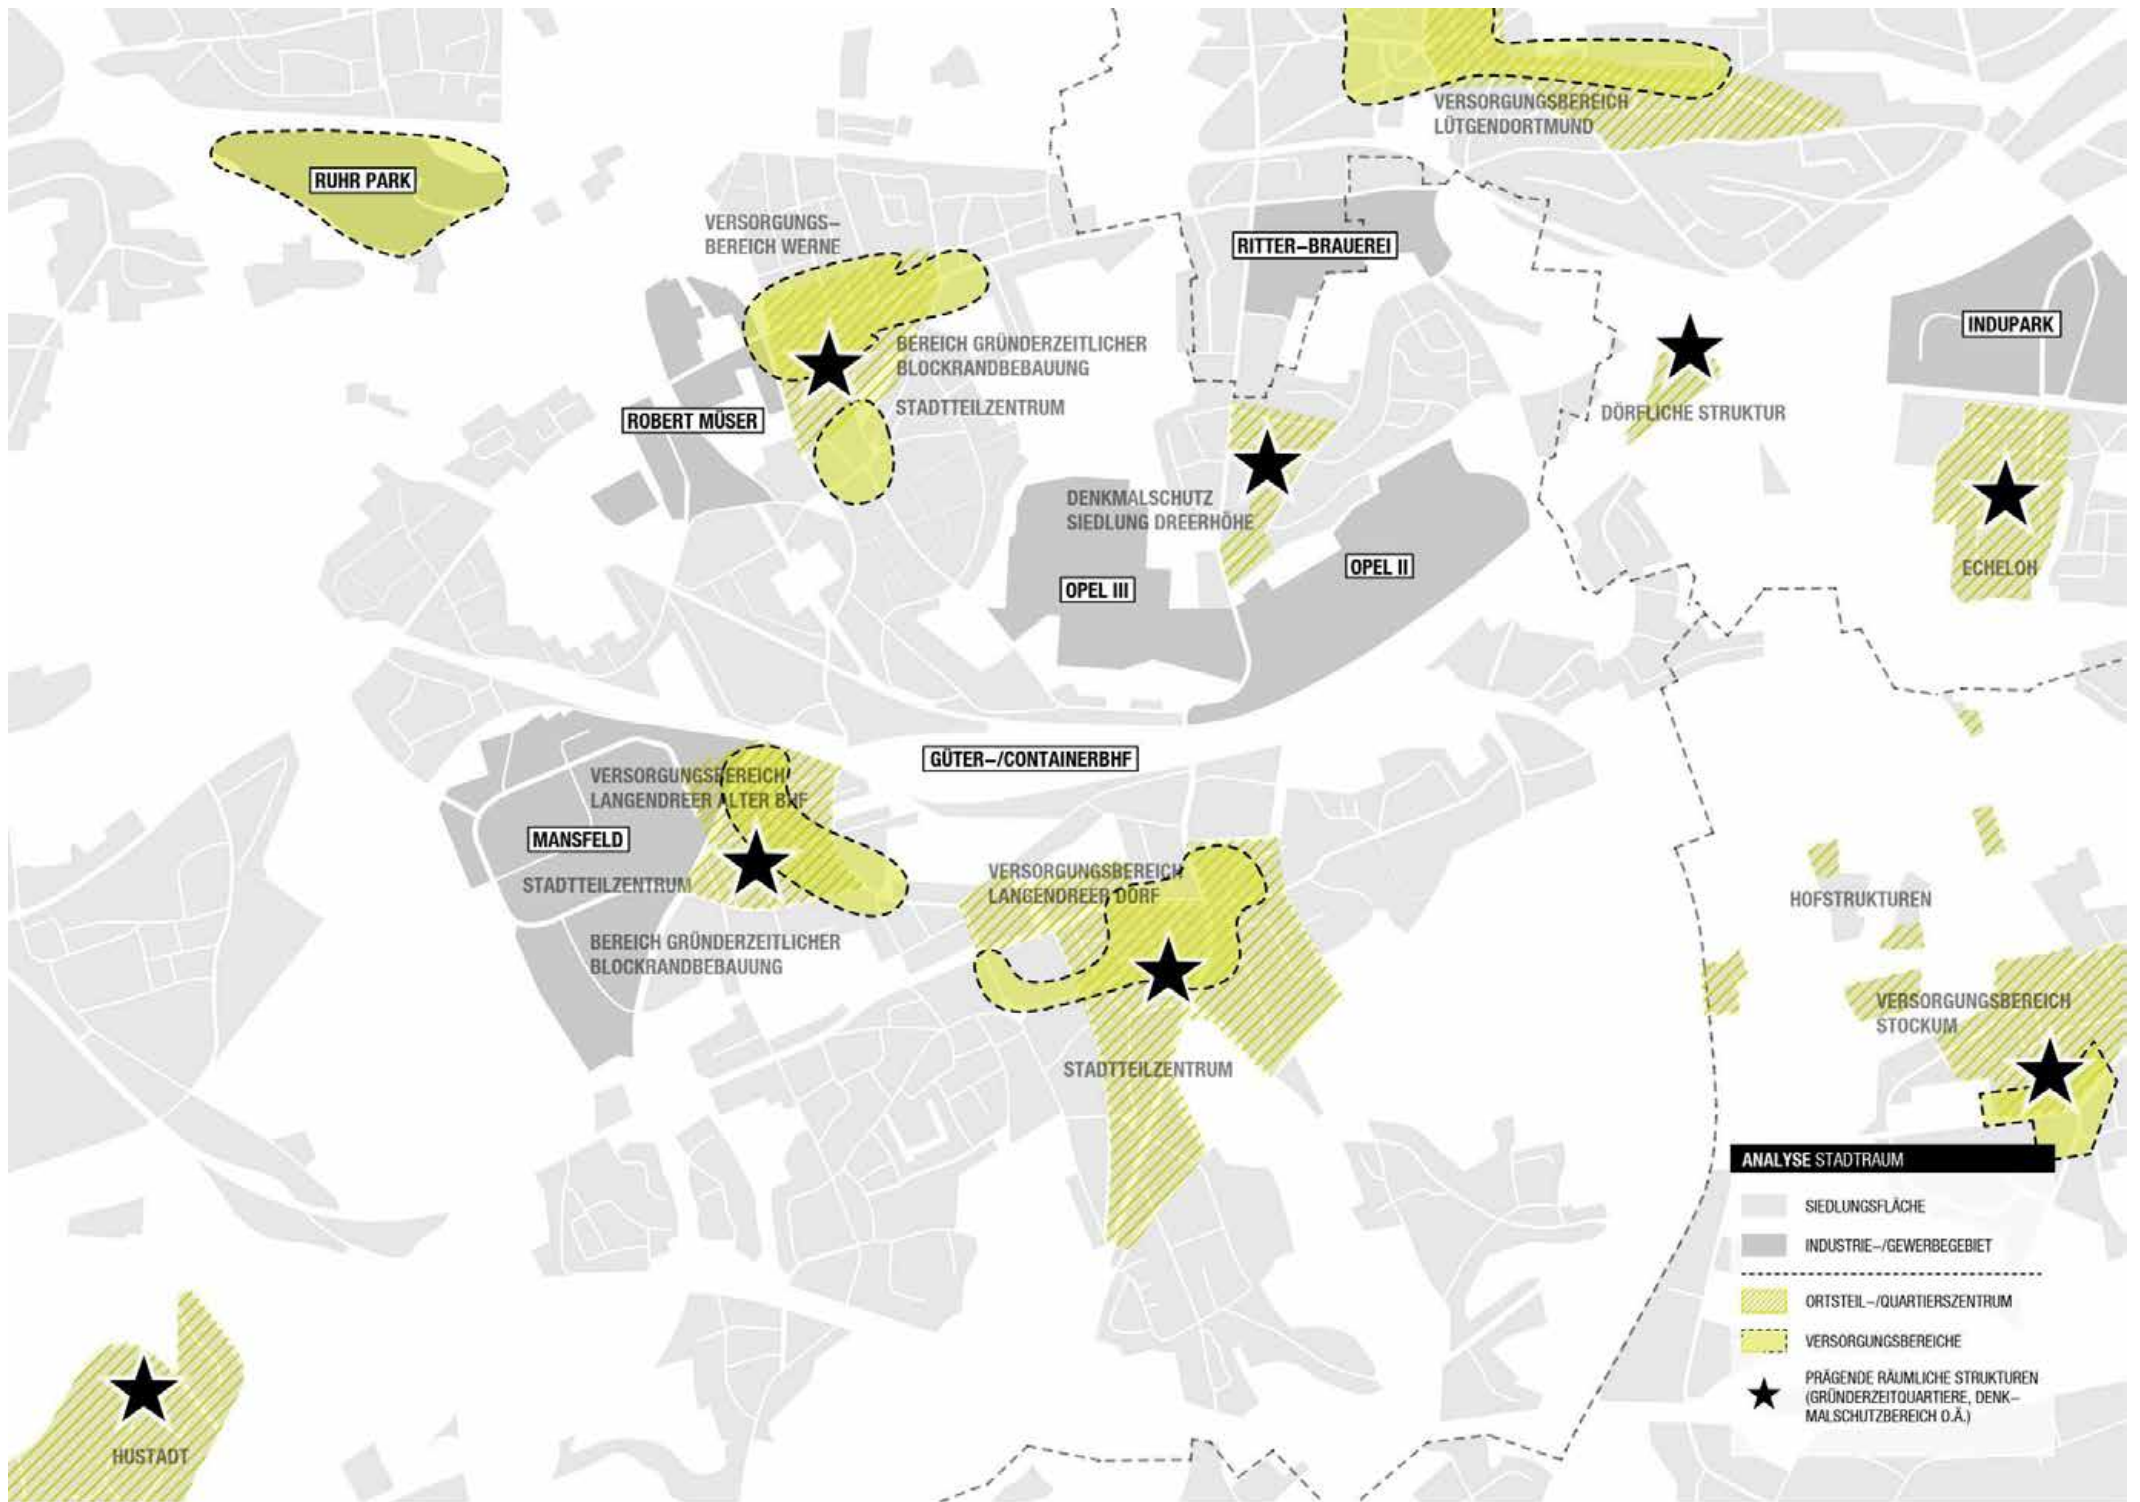 VERSORGUNGSBEREICH
LÜTGENDORTMUND
RUHR PARK
VERSORGUNGS–
BEREICH WERNE
RITTER–BRAUEREI
INDUPARK
BEREICH GRÜNDERZEITLICHER
BLOCKRANDBEBAUUNG
STADTTEILZENTRUM
ROBERT MÜSER
DÖRFLICHE STRUKTUR
DENKMALSCHUTZ
SIEDLUNG DREERHÖHE
OPEL II
OPEL III
ECHELOH
GÜTER–/CONTAINERBHF
VERSORGUNGSBEREICH
LANGENDREER ALTER BHF
MANSFELD
STADTTEILZENTRUM
VERSORGUNGSBEREICH
LANGENDREER DORF
HOFSTRUKTUREN
BEREICH GRÜNDERZEITLICHER
BLOCKRANDBEBAUUNG
VERSORGUNGSBEREICH
STOCKUM
STADTTEILZENTRUM
HUSTADT
ANALYSE STADTRAUM
SIEDLUNGSFLÄCHE
INDUSTRIE–/GEWERBEGEBIET
ORTSTEIL–/QUARTIERSZENTRUM
VERSORGUNGSBEREICHE
PRÄGENDE RÄUMLICHE STRUKTUREN
(GRÜNDERZEITQUARTIERE, DENK–
MALSCHUTZBEREICH O.Ä.)